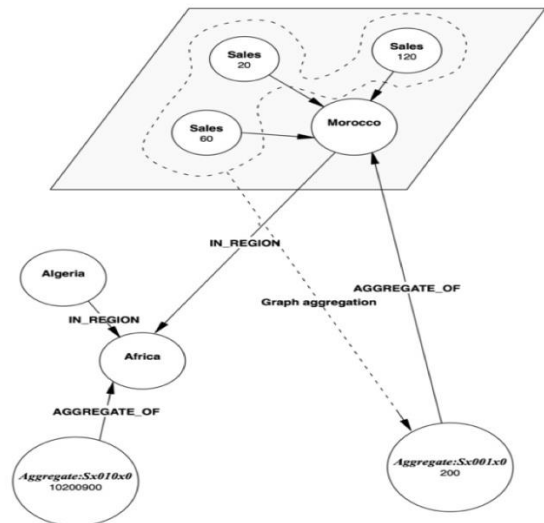 Sales
20
Sales
120
Sales
60
Morocco
IN_REGION
Algeria
AGGREGATE_OF
Graph aggregation
IN_REGION
Africa
AGGREGATE_OF
Aggregate:Sx010x0
10200900
Aggregate:Sx001x0
200